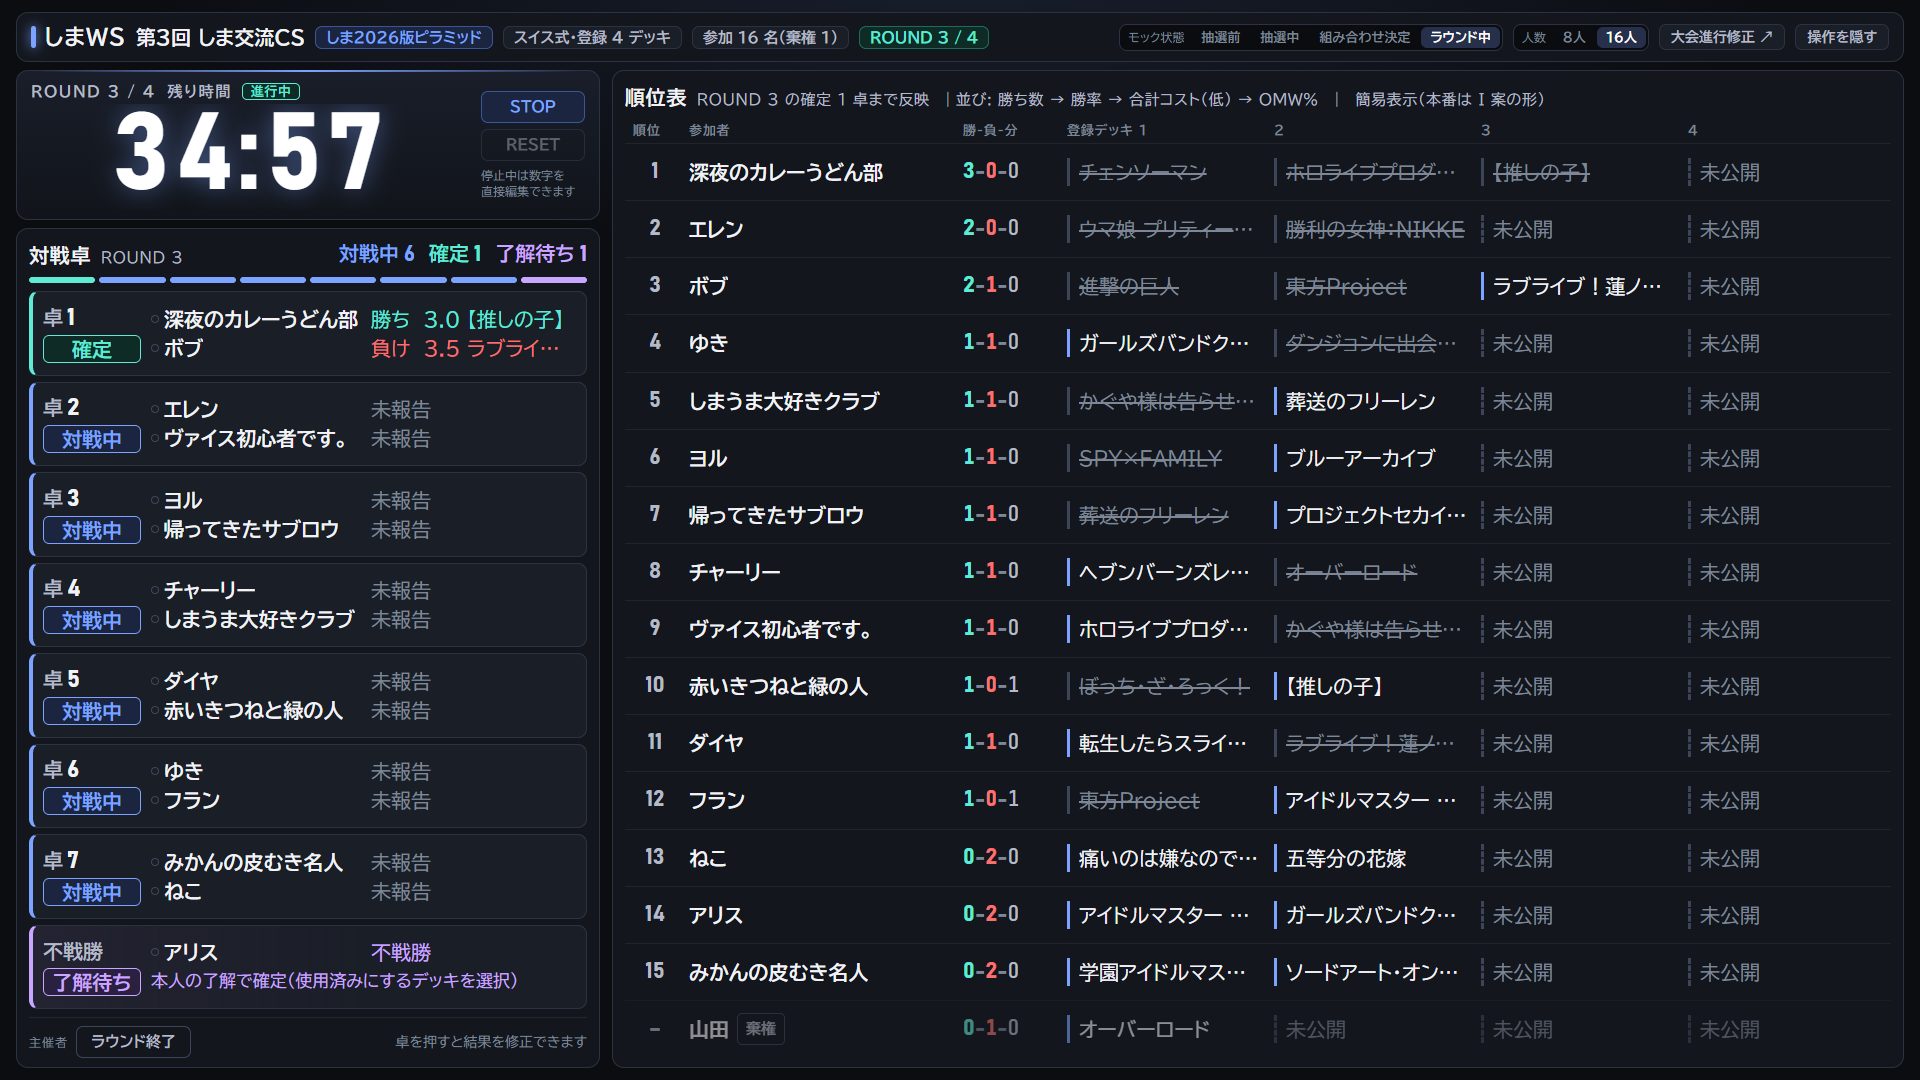 しまWS 第3回 しま交流CS しま2026版ピラミッド スイス式・登録 4 デッキ 参加 16 名(棄権 1) ROUND 3 / 4 モック状態 抽選前 抽選中 組み合わせ決定 ラウンド中 人数 8人 16人 大会進行修正 ↗ 操作を隠す
ROUND 3 / 4 残り時間 進行中
34:57
STOP
RESET
停止中は数字を
直接編集できます
対戦卓 ROUND 3 対戦中 6 確定 1 了解待ち 1
卓 1 確定
深夜のカレーうどん部 勝ち 3.0 【推しの子】
ボブ 負け 3.5 ラブライ…
卓 2 対戦中
エレン 未報告
ヴァイス初心者です。 未報告
卓 3 対戦中
ヨル 未報告
帰ってきたサブロウ 未報告
卓 4 対戦中
チャーリー 未報告
しまうま大好きクラブ 未報告
卓 5 対戦中
ダイヤ 未報告
赤いきつねと緑の人 未報告
卓 6 対戦中
ゆき 未報告
フラン 未報告
卓 7 対戦中
みかんの皮むき名人 未報告
ねこ 未報告
不戦勝 アリス 不戦勝
了解待ち 本人の了解で確定(使用済みにするデッキを選択)
主催者 ラウンド終了 卓を押すと結果を修正できます
順位表 ROUND 3 の確定 1 卓まで反映 | 並び: 勝ち数 → 勝率 → 合計コスト(低) → OMW% | 簡易表示(本番は I 案の形)
順位 参加者 勝-負-分 登録デッキ 1 2 3 4
1 深夜のカレーうどん部 3-0-0 チェンソーマン ホロライブプロダ… 【推しの子】 未公開
2 エレン 2-0-0 ウマ娘 プリティー… 勝利の女神:NIKKE 未公開 未公開
3 ボブ 2-1-0 進撃の巨人 東方Project ラブライブ！蓮ノ… 未公開
4 ゆき 1-1-0 ガールズバンドク… ダンジョンに出会… 未公開 未公開
5 しまうま大好きクラブ 1-1-0 かぐや様は告らせ… 葬送のフリーレン 未公開 未公開
6 ヨル 1-1-0 SPY×FAMILY ブルーアーカイブ 未公開 未公開
7 帰ってきたサブロウ 1-1-0 葬送のフリーレン プロジェクトセカイ… 未公開 未公開
8 チャーリー 1-1-0 ヘブンバーンズレ… オーバーロード 未公開 未公開
9 ヴァイス初心者です。 1-1-0 ホロライブプロダ… かぐや様は告らせ… 未公開 未公開
10 赤いきつねと緑の人 1-0-1 ぼっち・ざ・ろっく！ 【推しの子】 未公開 未公開
11 ダイヤ 1-1-0 転生したらスライ… ラブライブ！蓮ノ… 未公開 未公開
12 フラン 1-0-1 東方Project アイドルマスター … 未公開 未公開
13 ねこ 0-2-0 痛いのは嫌なので… 五等分の花嫁 未公開 未公開
14 アリス 0-2-0 アイドルマスター … ガールズバンドク… 未公開 未公開
15 みかんの皮むき名人 0-2-0 学園アイドルマス… ソードアート・オン… 未公開 未公開
– 山田 棄権 0-1-0 オーバーロード 未公開 未公開 未公開